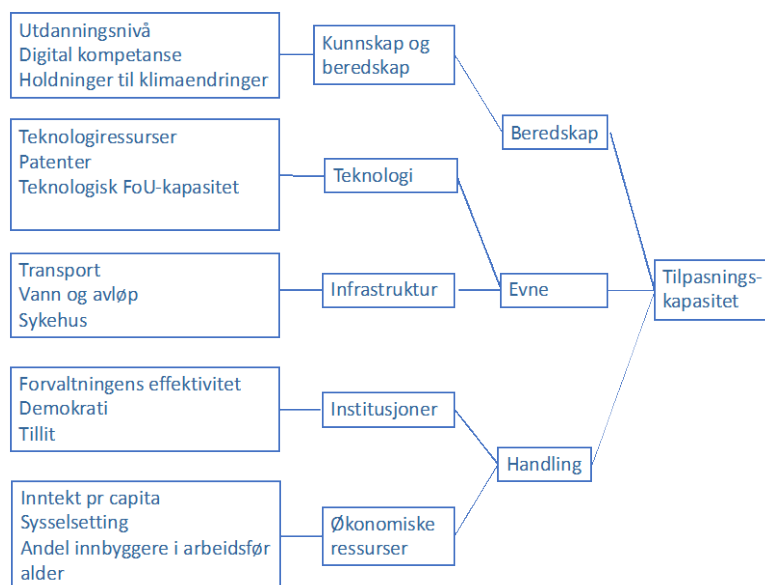 Utdanningsnivå
Digital kompetanse
Holdninger til klimaendringer
Kunnskap og
beredskap
Beredskap
Teknologiressurser
Patenter
Teknologisk FoU-kapasitet
Teknologi
Transport
Vann og avløp
Sykehus
Infrastruktur
Evne
Tilpasnings-
kapasitet
Forvaltningens effektivitet
Demokrati
Tillit
Institusjoner
Handling
Inntekt pr capita
Sysselsetting
Andel innbyggere i arbeidsfør
alder
Økonomiske
ressurser